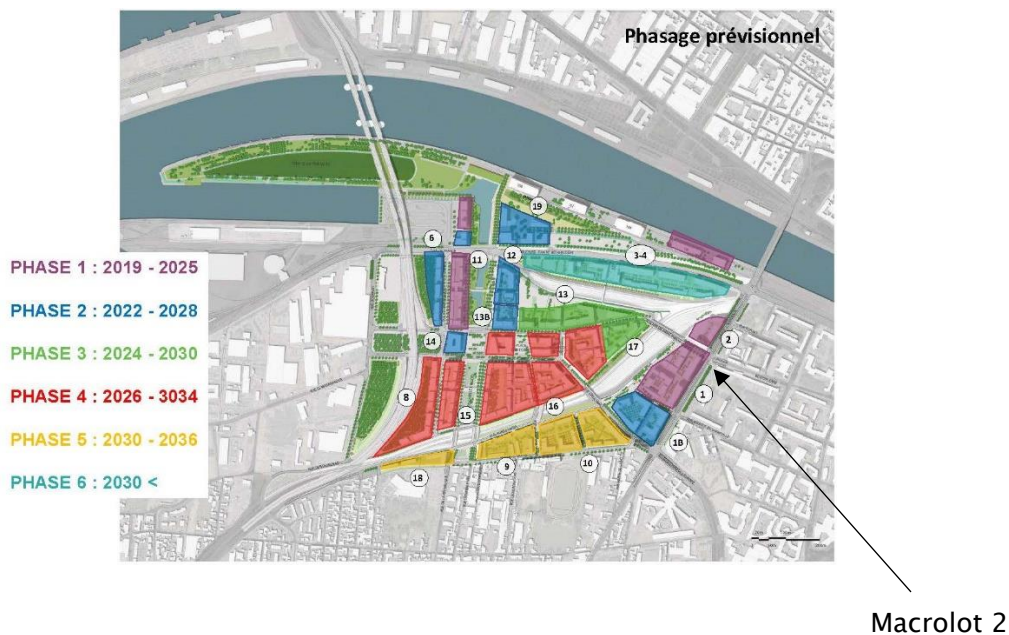 Phasage prévisionnel
19
6
12
3-4
11
PHASE 1 : 2019 - 2025
PHASE 2 : 2022 - 2028
PHASE 3 : 2024 - 2030
PHASE 4 : 2026 - 3034
PHASE 5 : 2030 - 2036
PHASE 6 : 2030 <
13
13B
14
17
2
8
1
16
15
1B
10
9
18
Macrolot 2